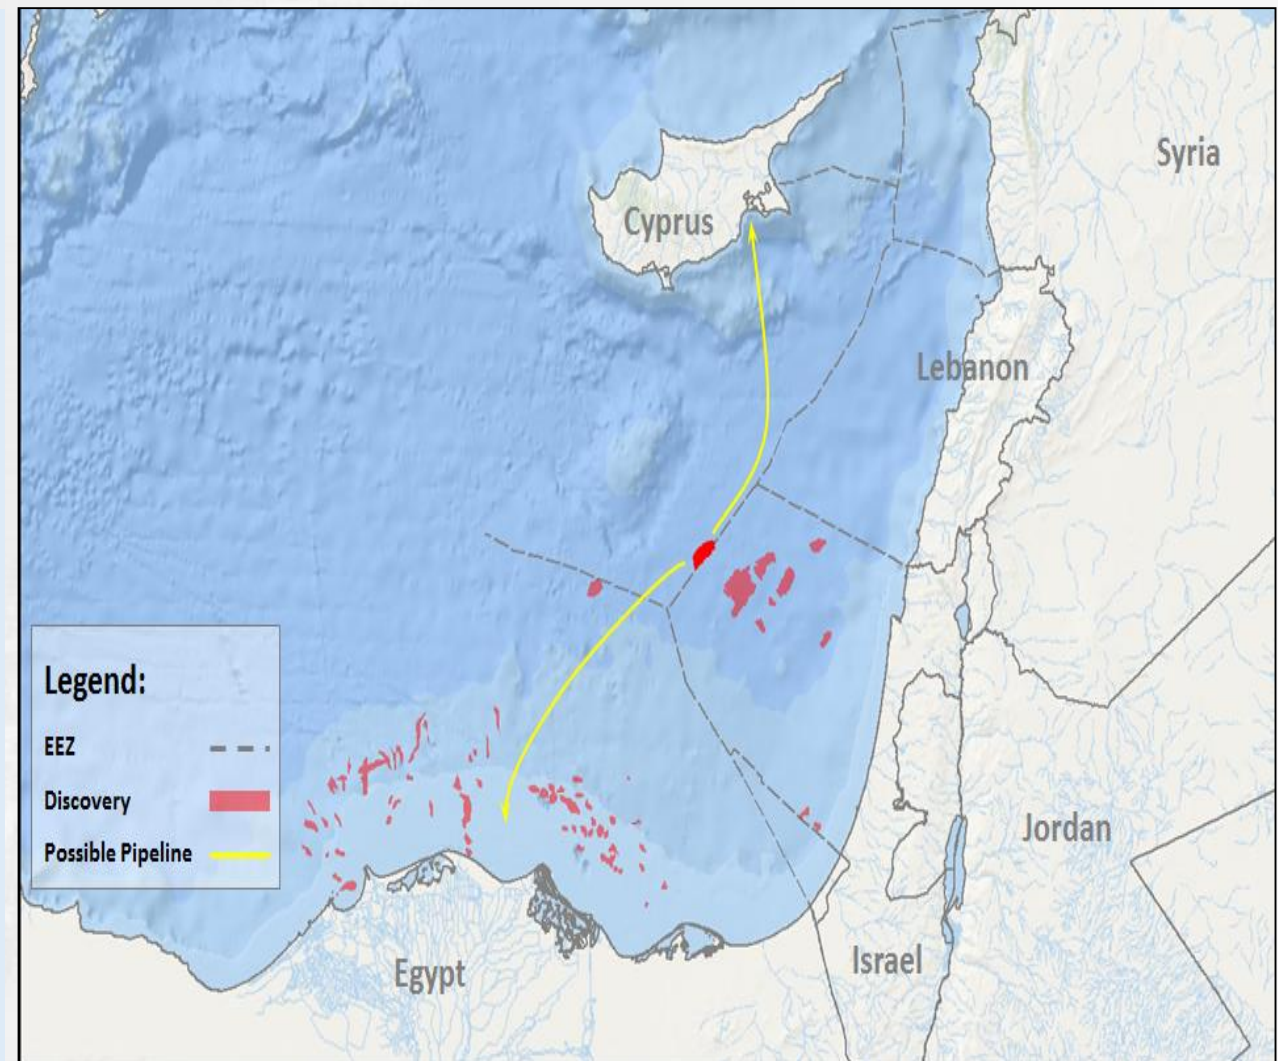 Syria
Cyprus
Lebanon
Legend:
EEZ
Discovery
Possible Pipeline
Jordan
Israel
Egypt